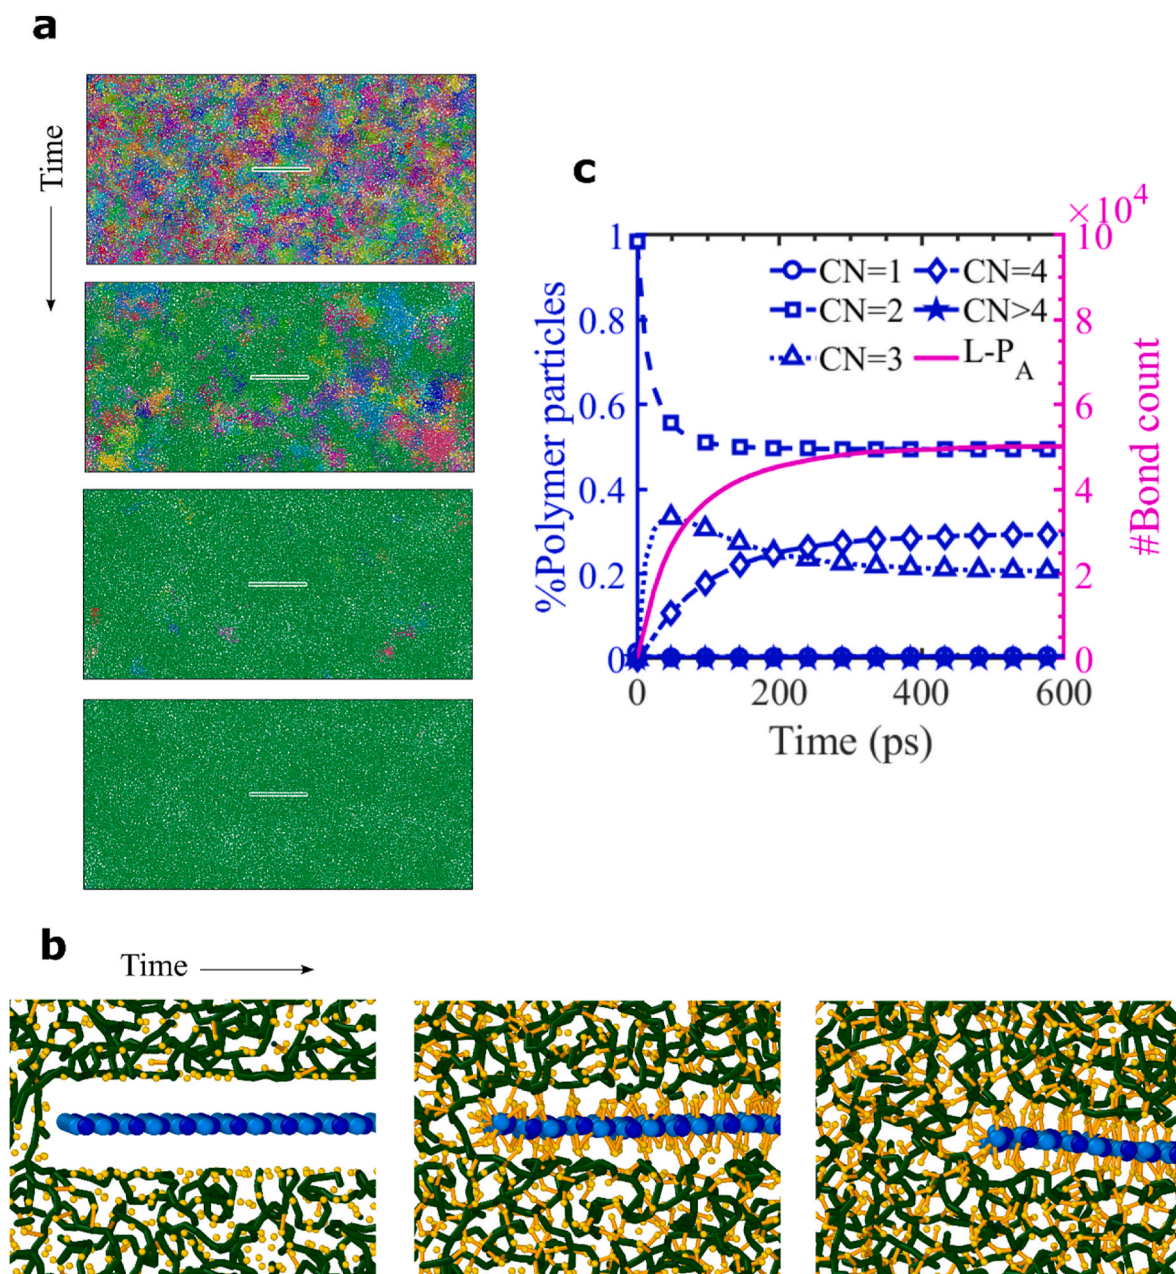 a
Time
c
×10⁴
1
0.8
0.6
0.4
0.2
0
%Polymer particles
CN=1
CN=4
CN=2
CN>4
CN=3
L-P_A
10
8
6
4
2
0
#Bond count
0
200
400
600
Time (ps)
b
Time